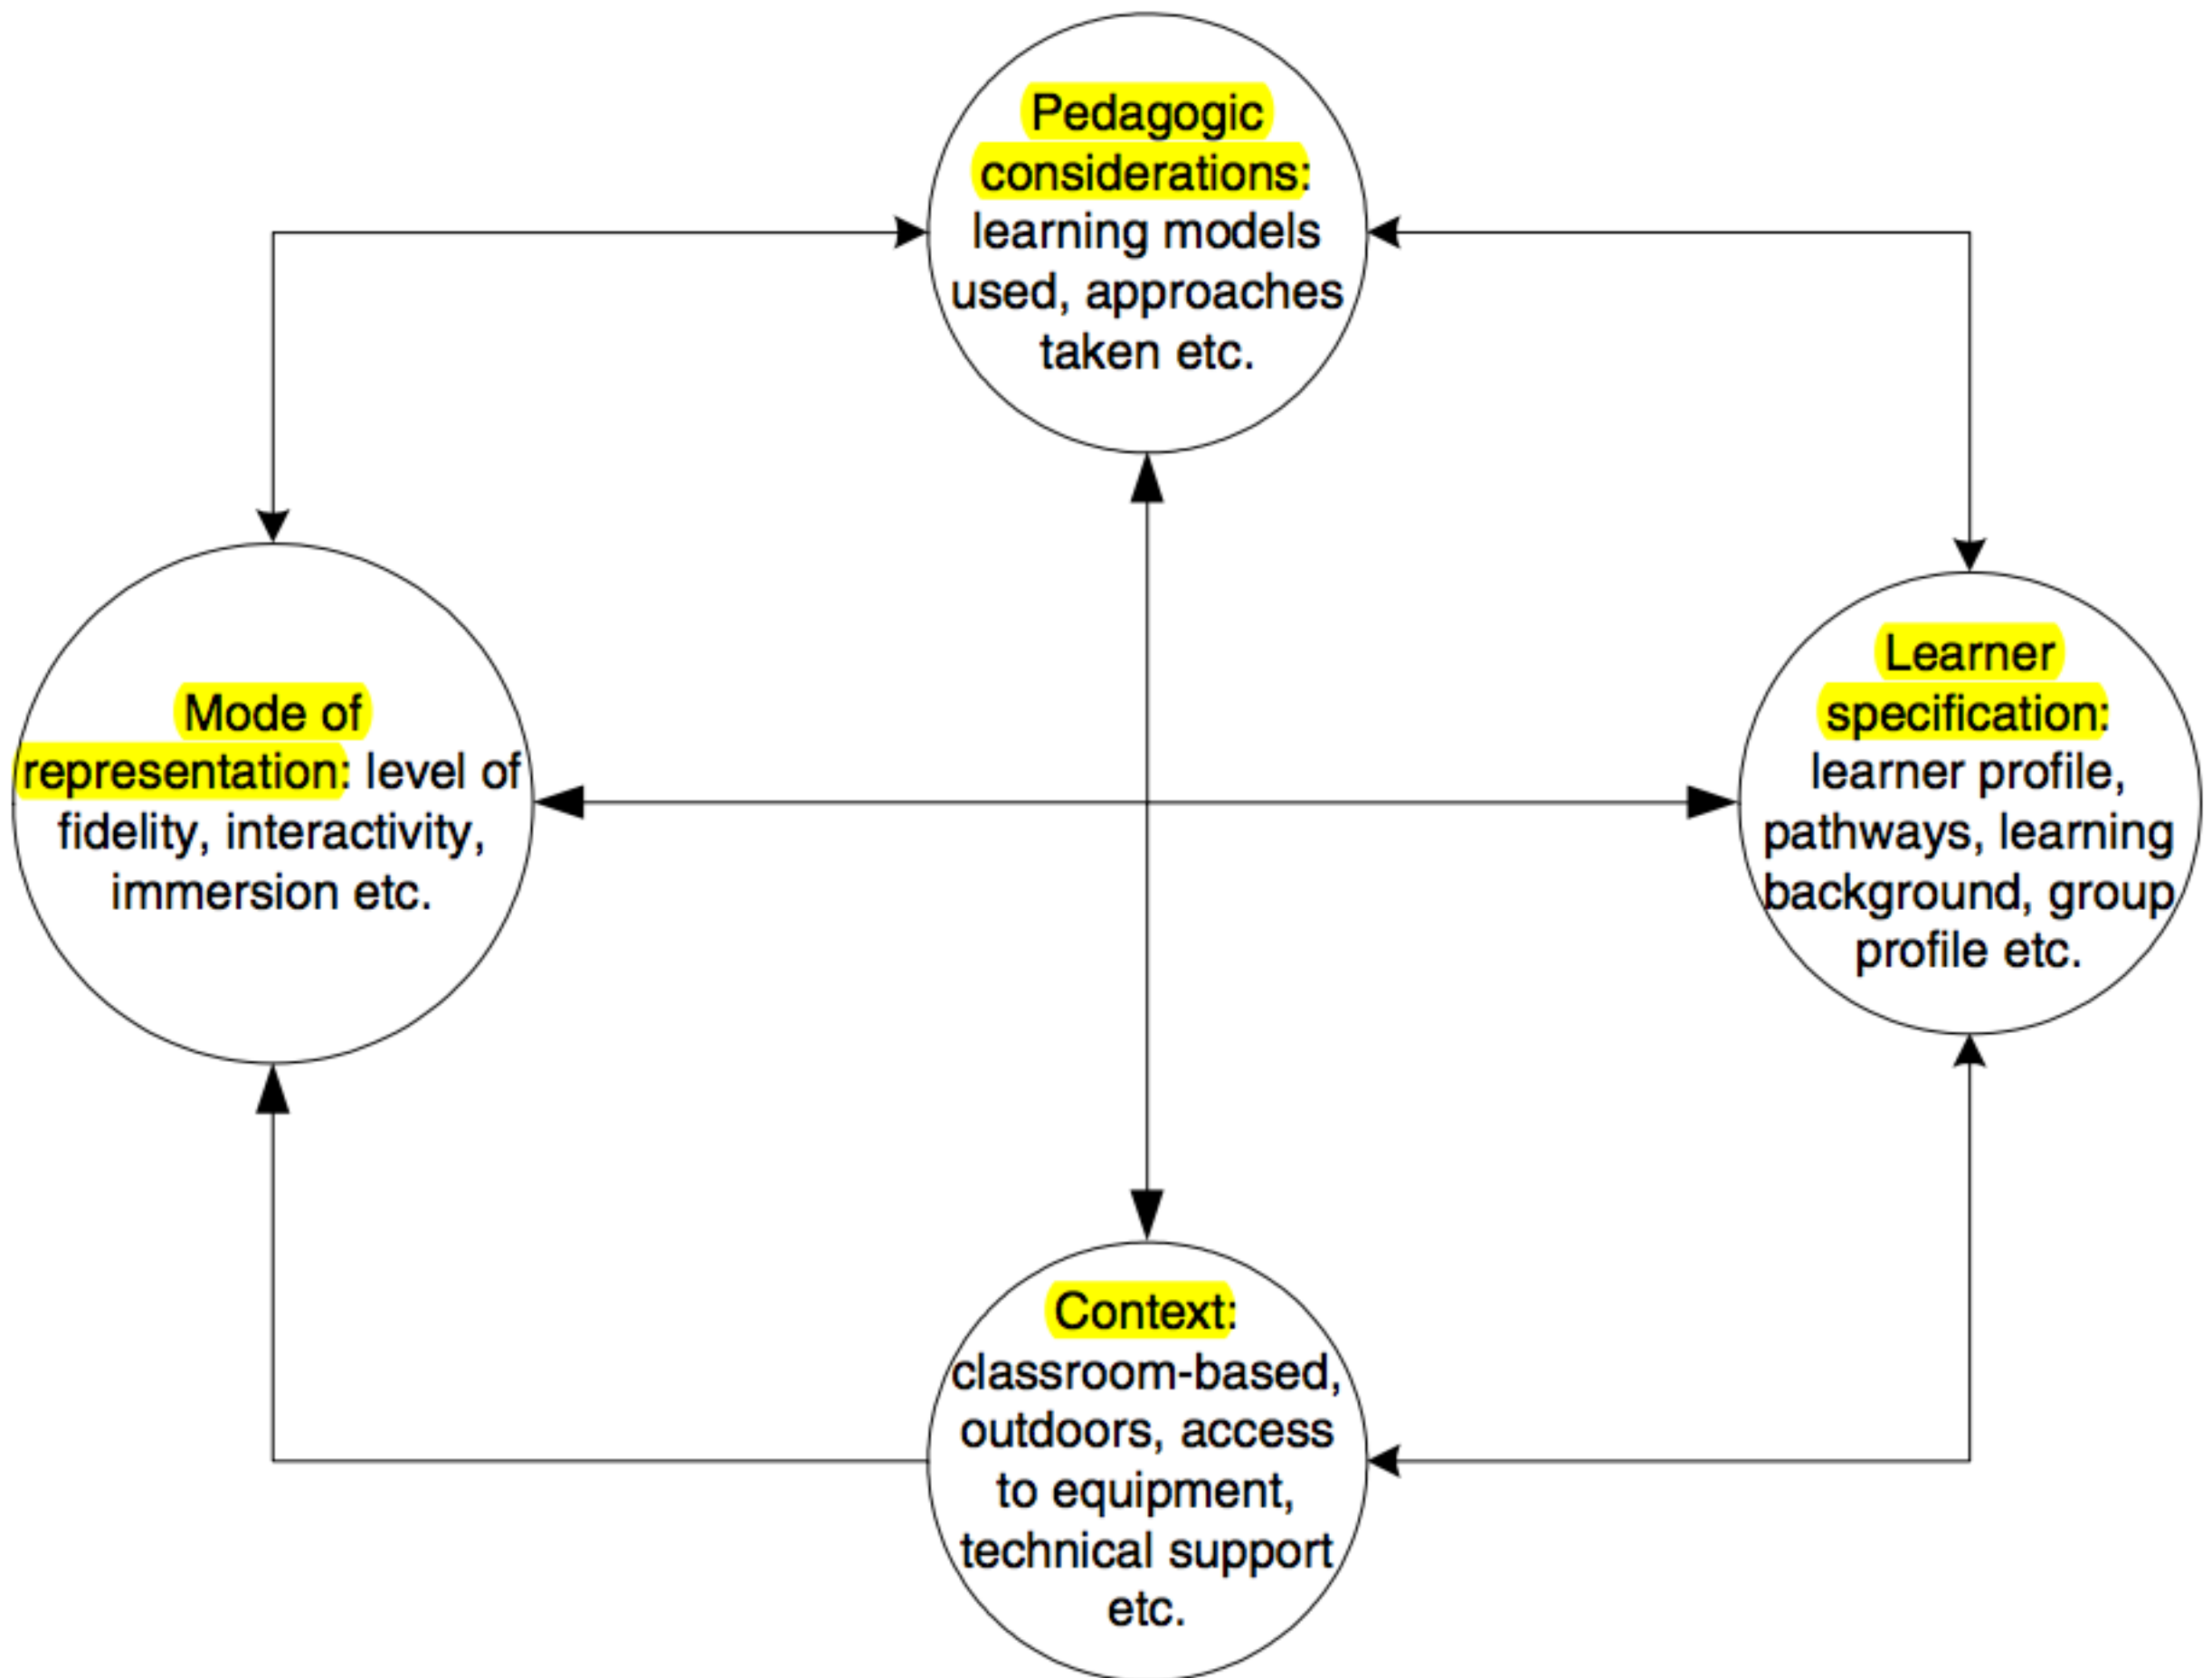 Pedagogic
considerations:
learning models
used, approaches
taken etc.
Mode of
representation: level of
fidelity, interactivity,
immersion etc.
Learner
specification:
learner profile,
pathways, learning
background, group
profile etc.
Context:
classroom-based,
outdoors, access
to equipment,
technical support
etc.